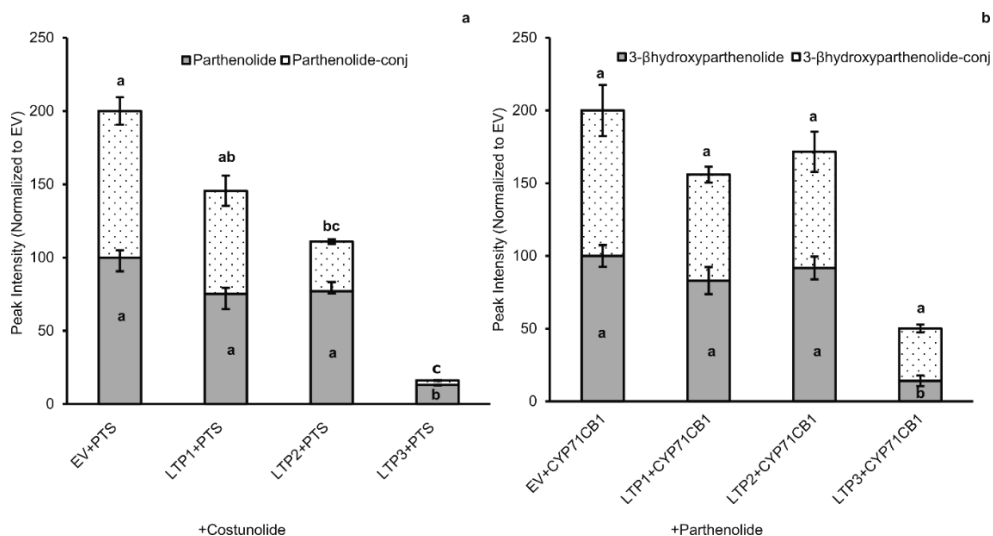 a
250
200
150
100
50
0
Peak Intensity (Normalized to EV)
Parthenolide Parthenolide-conj
a
ab
bc
c
a
a
a
b
EV+PTS
LTP1+PTS
LTP2+PTS
LTP3+PTS
+Costunolide
b
250
200
150
100
50
0
Peak Intensity (Normalized to EV)
3-βhydroxyparthenolide 3-βhydroxyparthenolide-conj
a
a
a
a
a
a
a
b
EV+CYP71CB1
LTP1+CYP71CB1
LTP2+CYP71CB1
LTP3+CYP71CB1
+Parthenolide